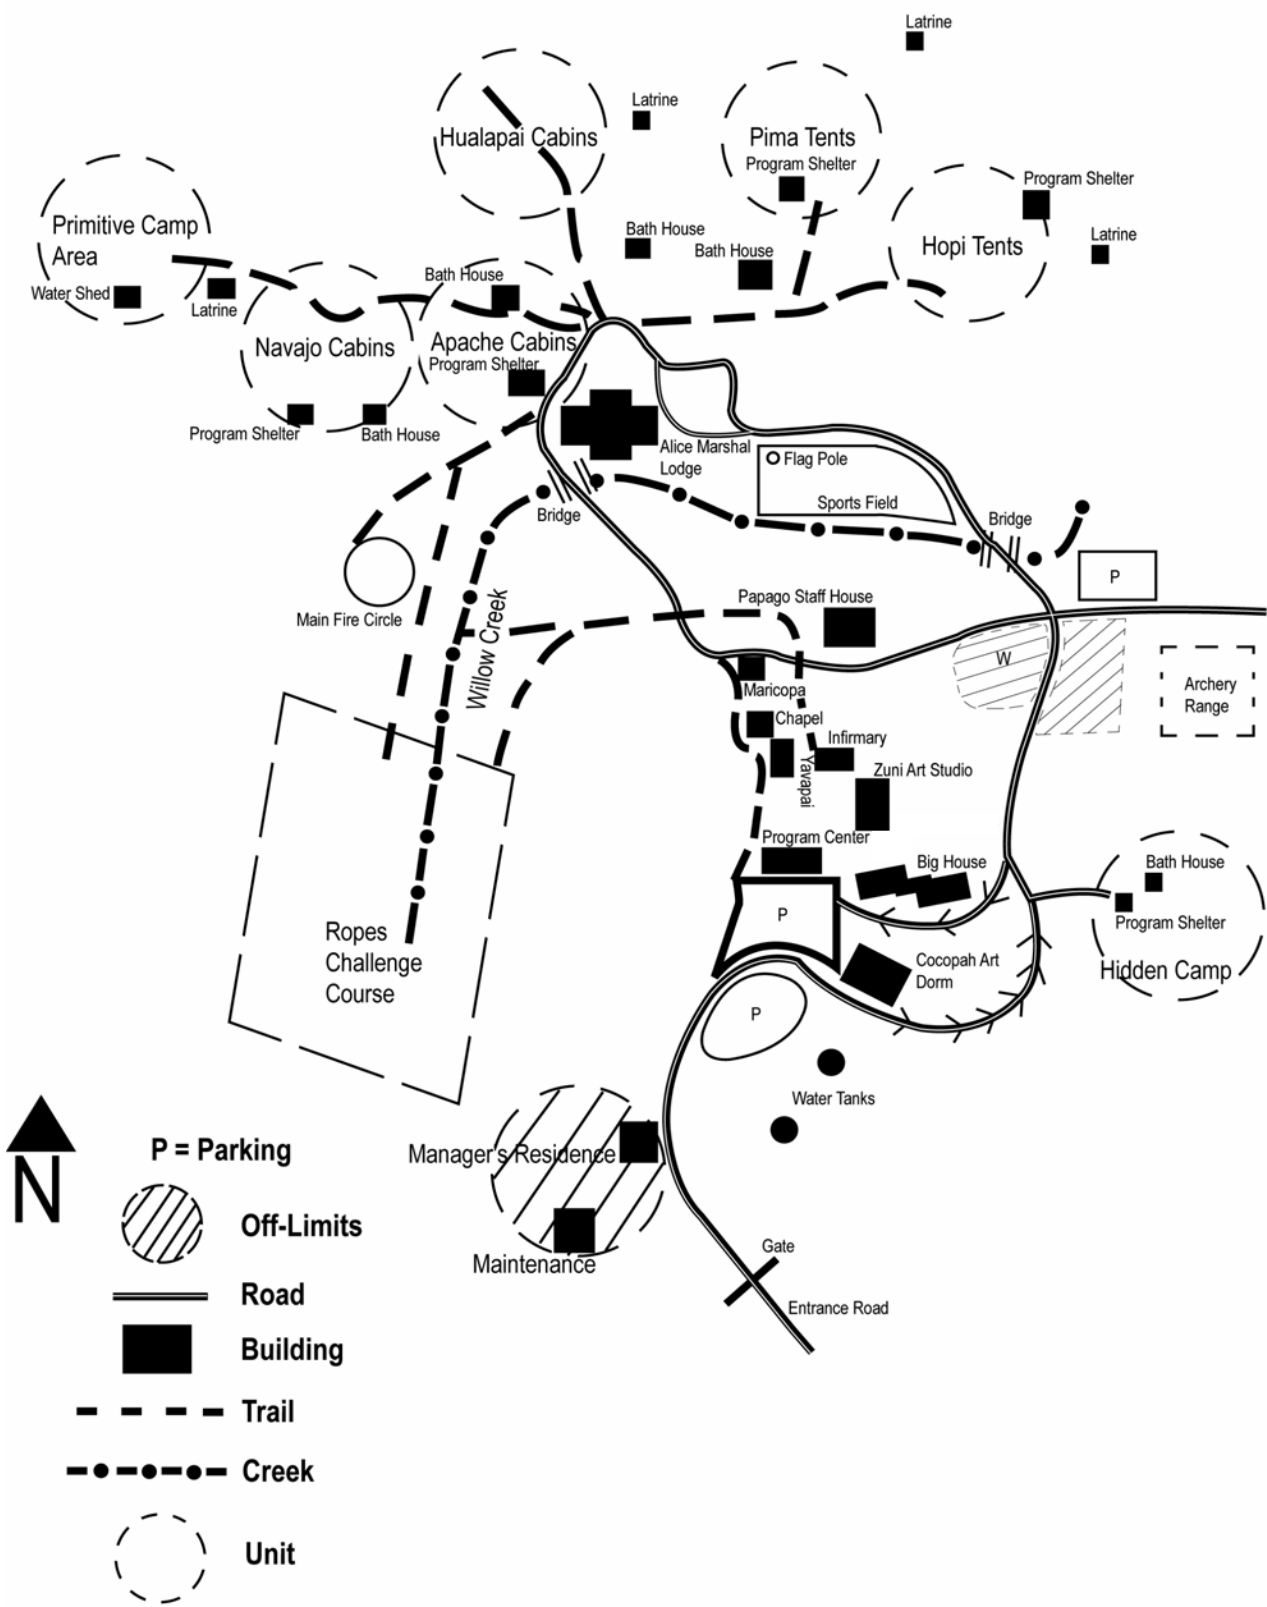 Latrine
Latrine
Hualapai Cabins
Pima Tents
Program Shelter
Program Shelter
Primitive Camp
Area
Bath House
Bath House
Hopi Tents
Latrine
Water Shed
Latrine
Bath House
Navajo Cabins
Apache Cabins
Program Shelter
Program Shelter
Bath House
Alice Marshal
Lodge
Flag Pole
Sports Field
Bridge
Bridge
P
Main Fire Circle
Willow Creek
Papago Staff House
W
Archery
Range
Maricopa
Chapel
Infirmary
Yavapai
Zuni Art Studio
Program Center
Big House
Bath House
P
Program Shelter
Ropes
Challenge
Course
Cocopah Art
Dorm
Hidden Camp
P
Water Tanks
Manager's Residence
Maintenance
Gate
Entrance Road
N
P = Parking
Off-Limits
Road
Building
Trail
Creek
Unit